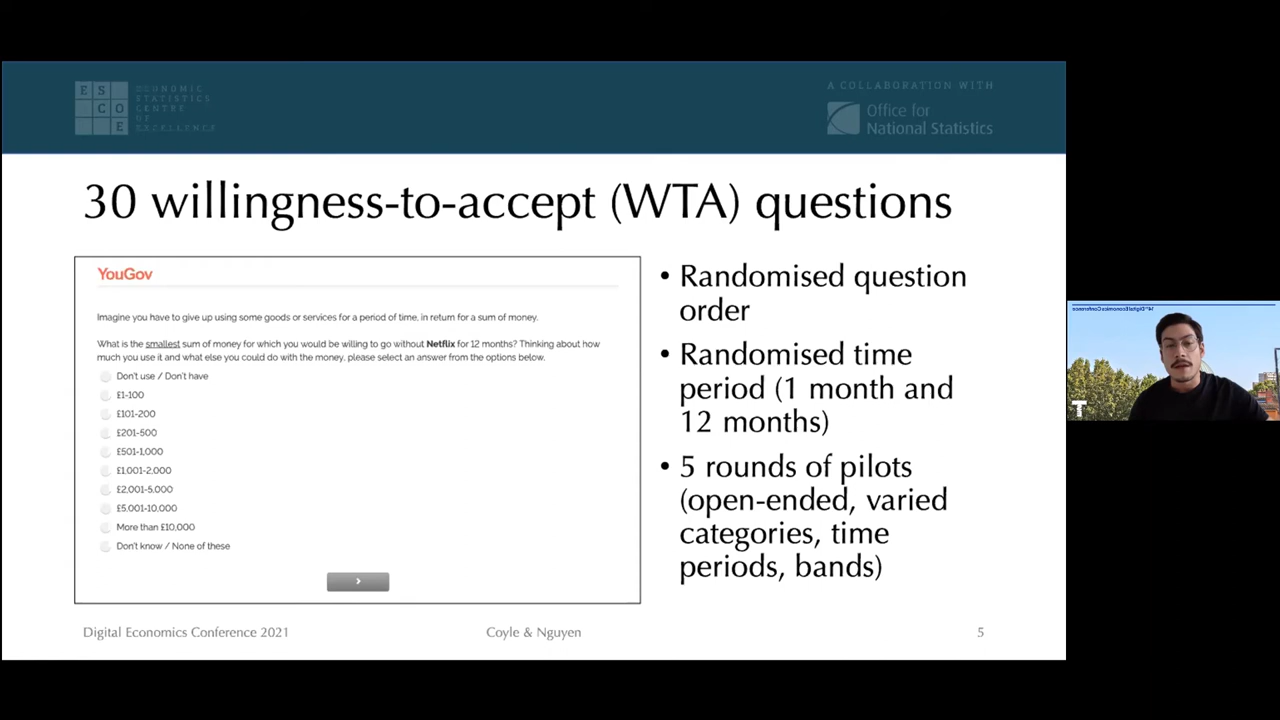 ESCOE
ECONOMIC
STATISTICS
CENTRE
OF
EXCELLENCE
A COLLABORATION WITH
Office for
National Statistics
30 willingness-to-accept (WTA) questions
YouGov
Imagine you have to give up using some goods or services for a period of time, in return for a sum of money.
What is the smallest sum of money for which you would be willing to go without Netflix for 12 months? Thinking about how
much you use it and what else you could do with the money, please select an answer from the options below.
Don't use / Don't have
£1-100
£101-200
£201-500
£501-1,000
£1,001-2,000
£2,001-5,000
£5,001-10,000
More than £10,000
Don't know / None of these
• Randomised question
order
• Randomised time
period (1 month and
12 months)
• 5 rounds of pilots
(open-ended, varied
categories, time
periods, bands)
Digital Economics Conference 2021
Coyle & Nguyen
5